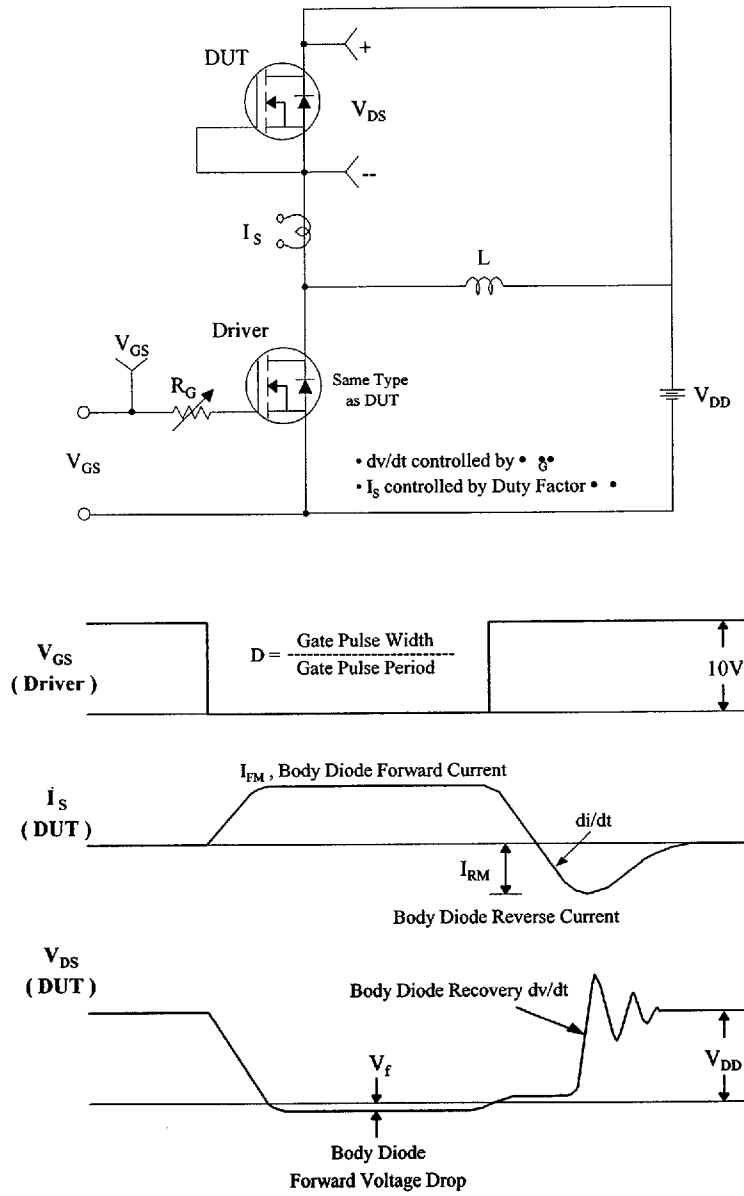 DUT
+
V_DS
--
I_S
L
Driver
V_GS
R_G
Same Type
as DUT
V_DD
V_GS
• dv/dt controlled by • G• •
• I_S controlled by Duty Factor • •
V_GS
( Driver )
D = Gate Pulse Width
Gate Pulse Period
10V
I_S
( DUT )
I_FM , Body Diode Forward Current
di/dt
I_RM
Body Diode Reverse Current
V_DS
( DUT )
Body Diode Recovery dv/dt
V_f
V_DD
Body Diode
Forward Voltage Drop